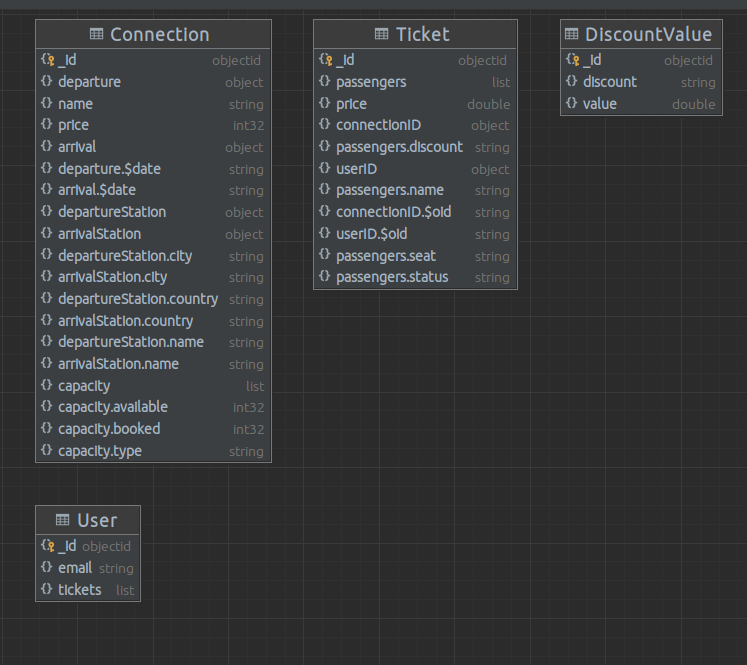 Connection
_id objectid
departure object
name string
price int32
arrival object
departure.$date string
arrival.$date string
departureStation object
arrivalStation object
departureStation.city string
arrivalStation.city string
departureStation.country string
arrivalStation.country string
departureStation.name string
arrivalStation.name string
capacity list
capacity.available int32
capacity.booked int32
capacity.type string
Ticket
_id objectid
passengers list
price double
connectionID object
passengers.discount string
userID object
passengers.name string
connectionID.$oid string
userID.$oid string
passengers.seat string
passengers.status string
DiscountValue
_id objectid
discount string
value double
User
_id objectid
email string
tickets list